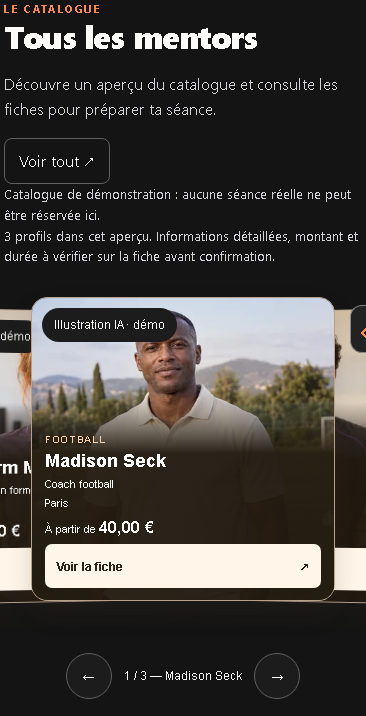 LE CATALOGUE
Tous les mentors
Découvre un aperçu du catalogue et consulte les
fiches pour préparer ta séance.
Voir tout ↗
Catalogue de démonstration : aucune séance réelle ne peut
être réservée ici.
3 profils dans cet aperçu. Informations détaillées, montant et
durée à vérifier sur la fiche avant confirmation.
démo
Illustration IA · démo
FOOTBALL
Madison Seck
Coach football
Paris
À partir de 40,00 €
Voir la fiche ↗
← 1 / 3 — Madison Seck →